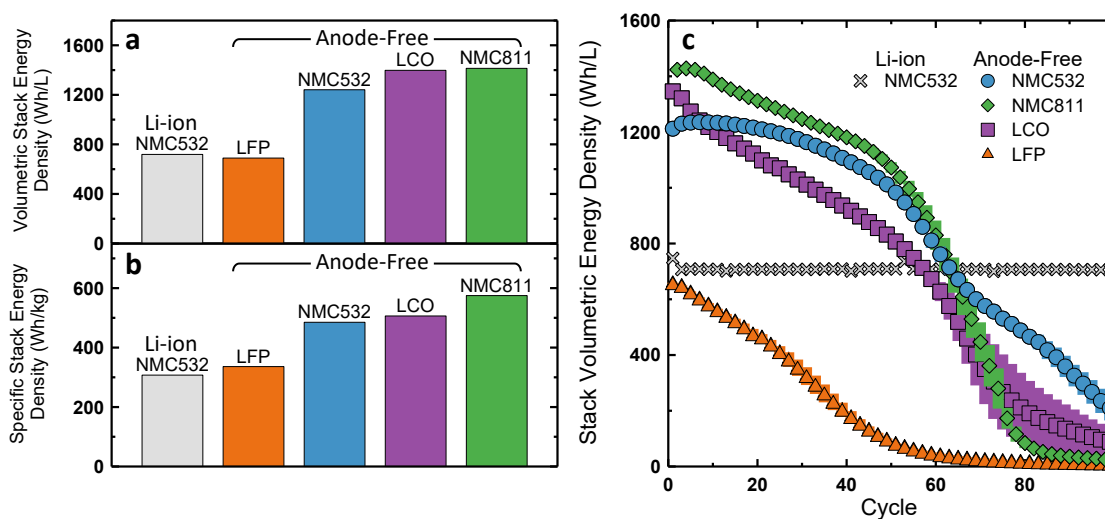 a
Anode-Free
Volumetric Stack Energy
Density (Wh/L)
1600
1200
800
400
0
Li-ion
NMC532
LFP
NMC532
LCO
NMC811
b
Anode-Free
Specific Stack Energy
Density (Wh/kg)
800
600
400
200
0
Li-ion
NMC532
LFP
NMC532
LCO
NMC811
c
Stack Volumetric Energy Density (Wh/L)
1600
1200
800
400
0
Li-ion
NMC532
Anode-Free
NMC532
NMC811
LCO
LFP
0 20 40 60 80
Cycle